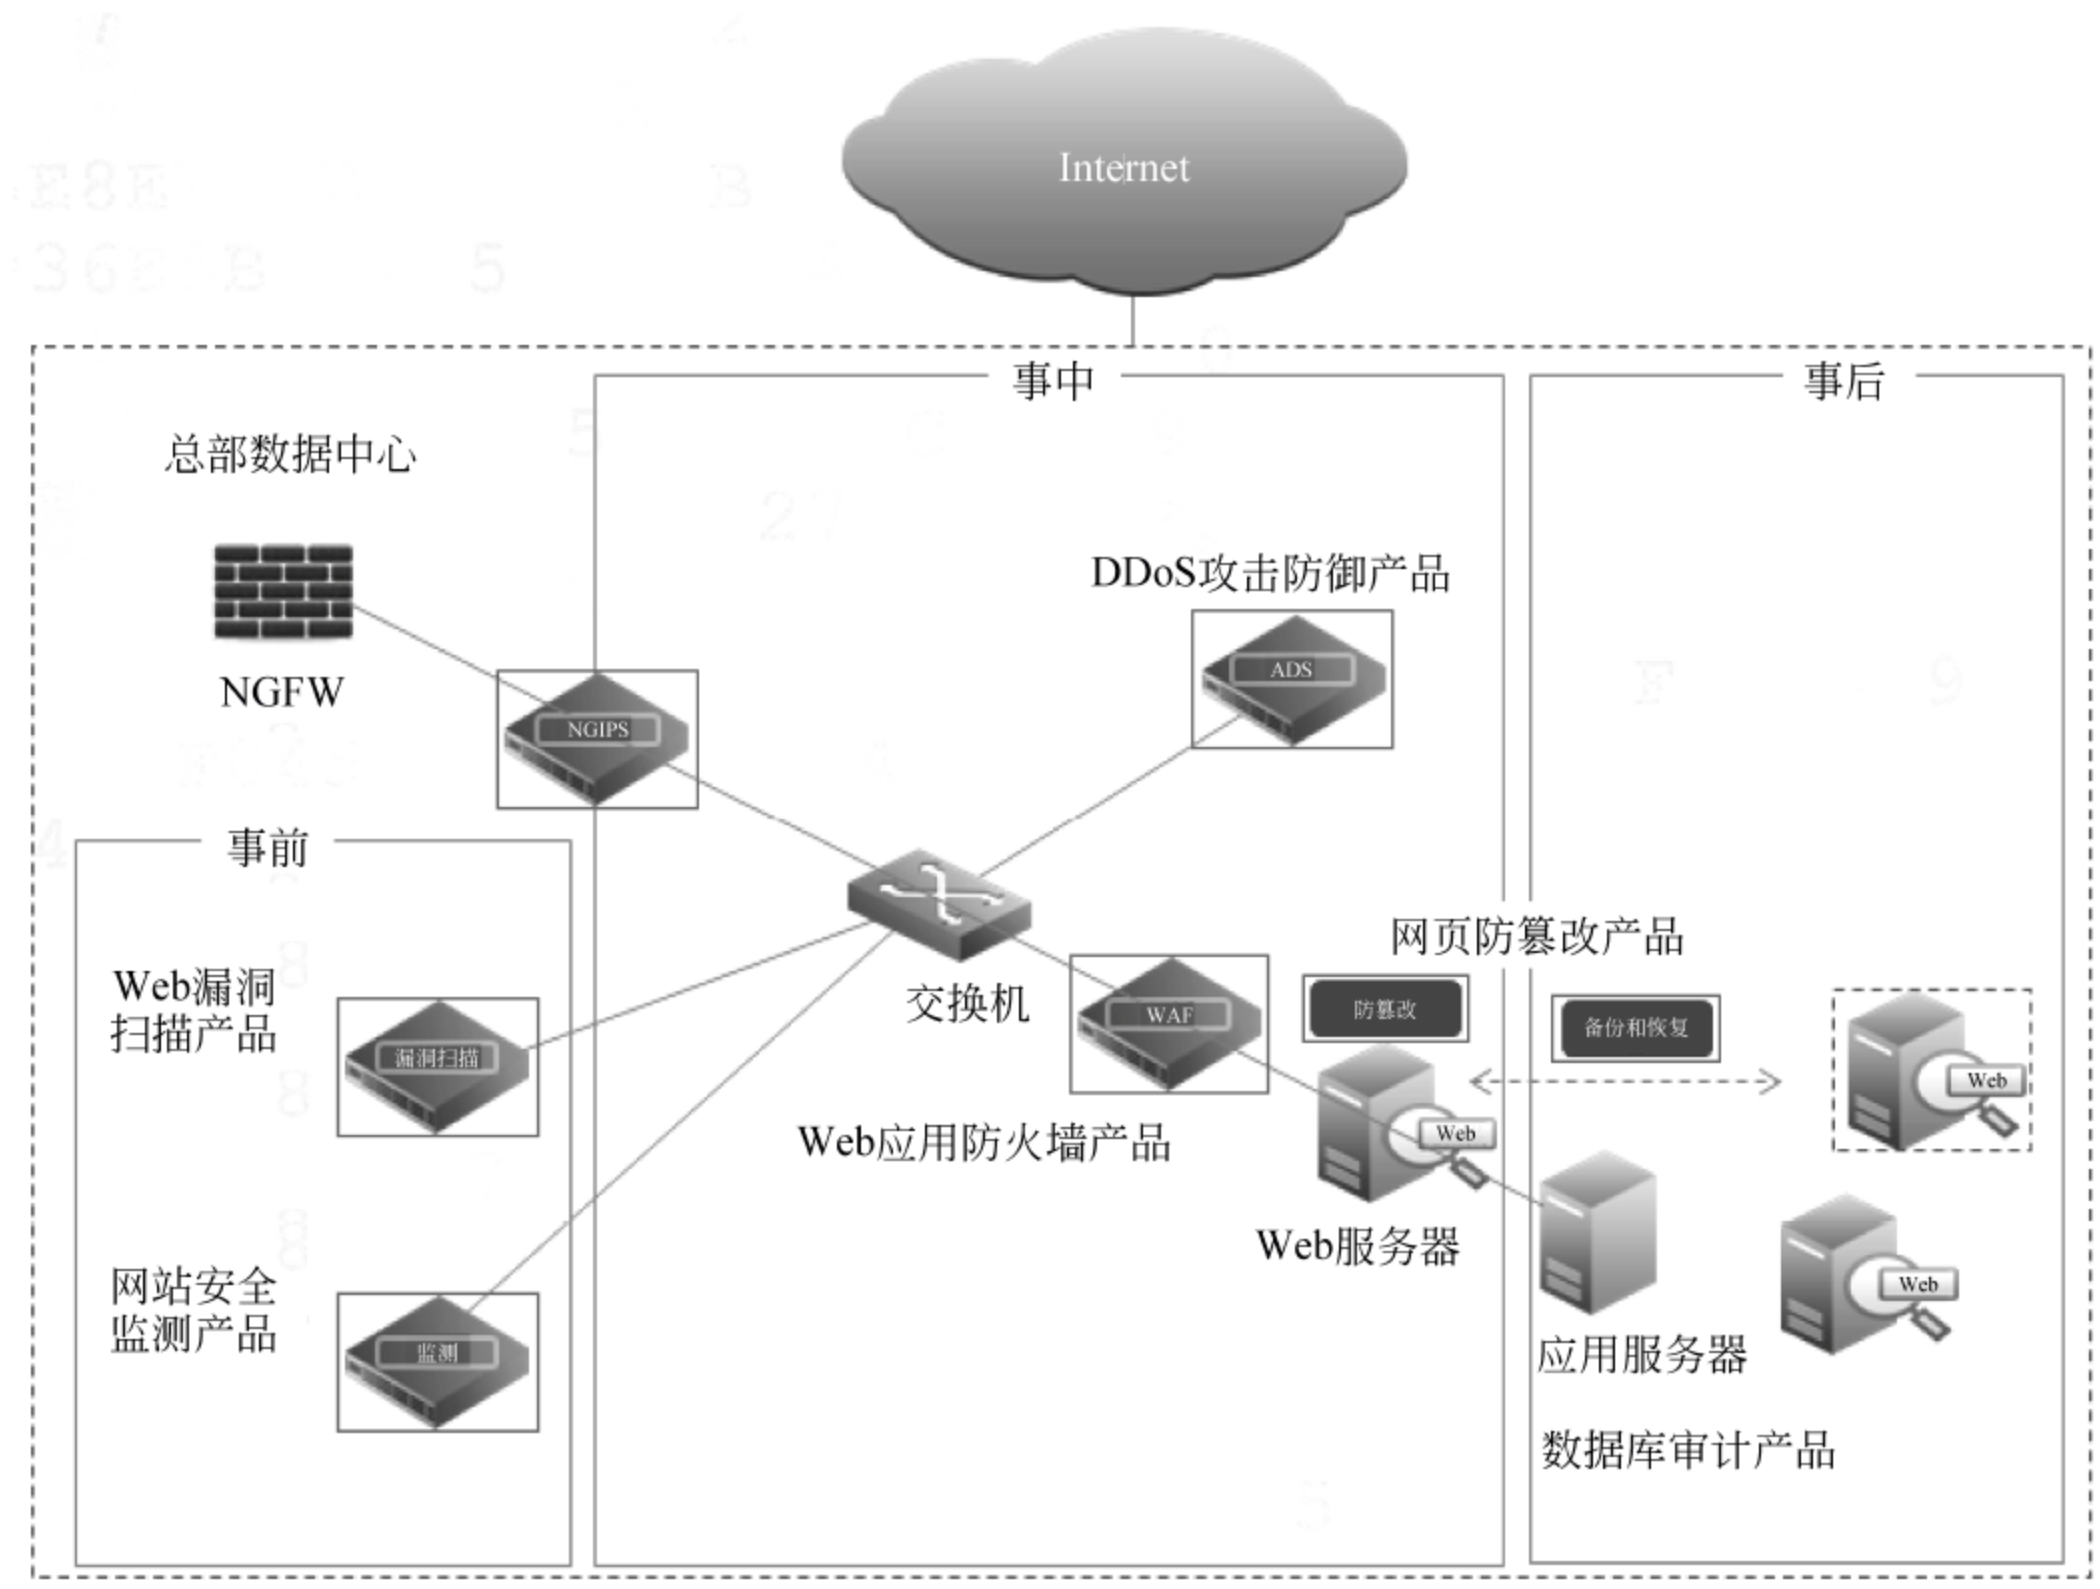 Internet
事中
事后
总部数据中心
NGFW
NGIPS
DDoS攻击防御产品
ADS
事前
Web漏洞
扫描产品
漏洞扫描
交换机
WAF
Web应用防火墙产品
网页防篡改产品
防篡改
备份和恢复
Web
Web
Web服务器
网站安全
监测产品
监测
应用服务器
Web
数据库审计产品